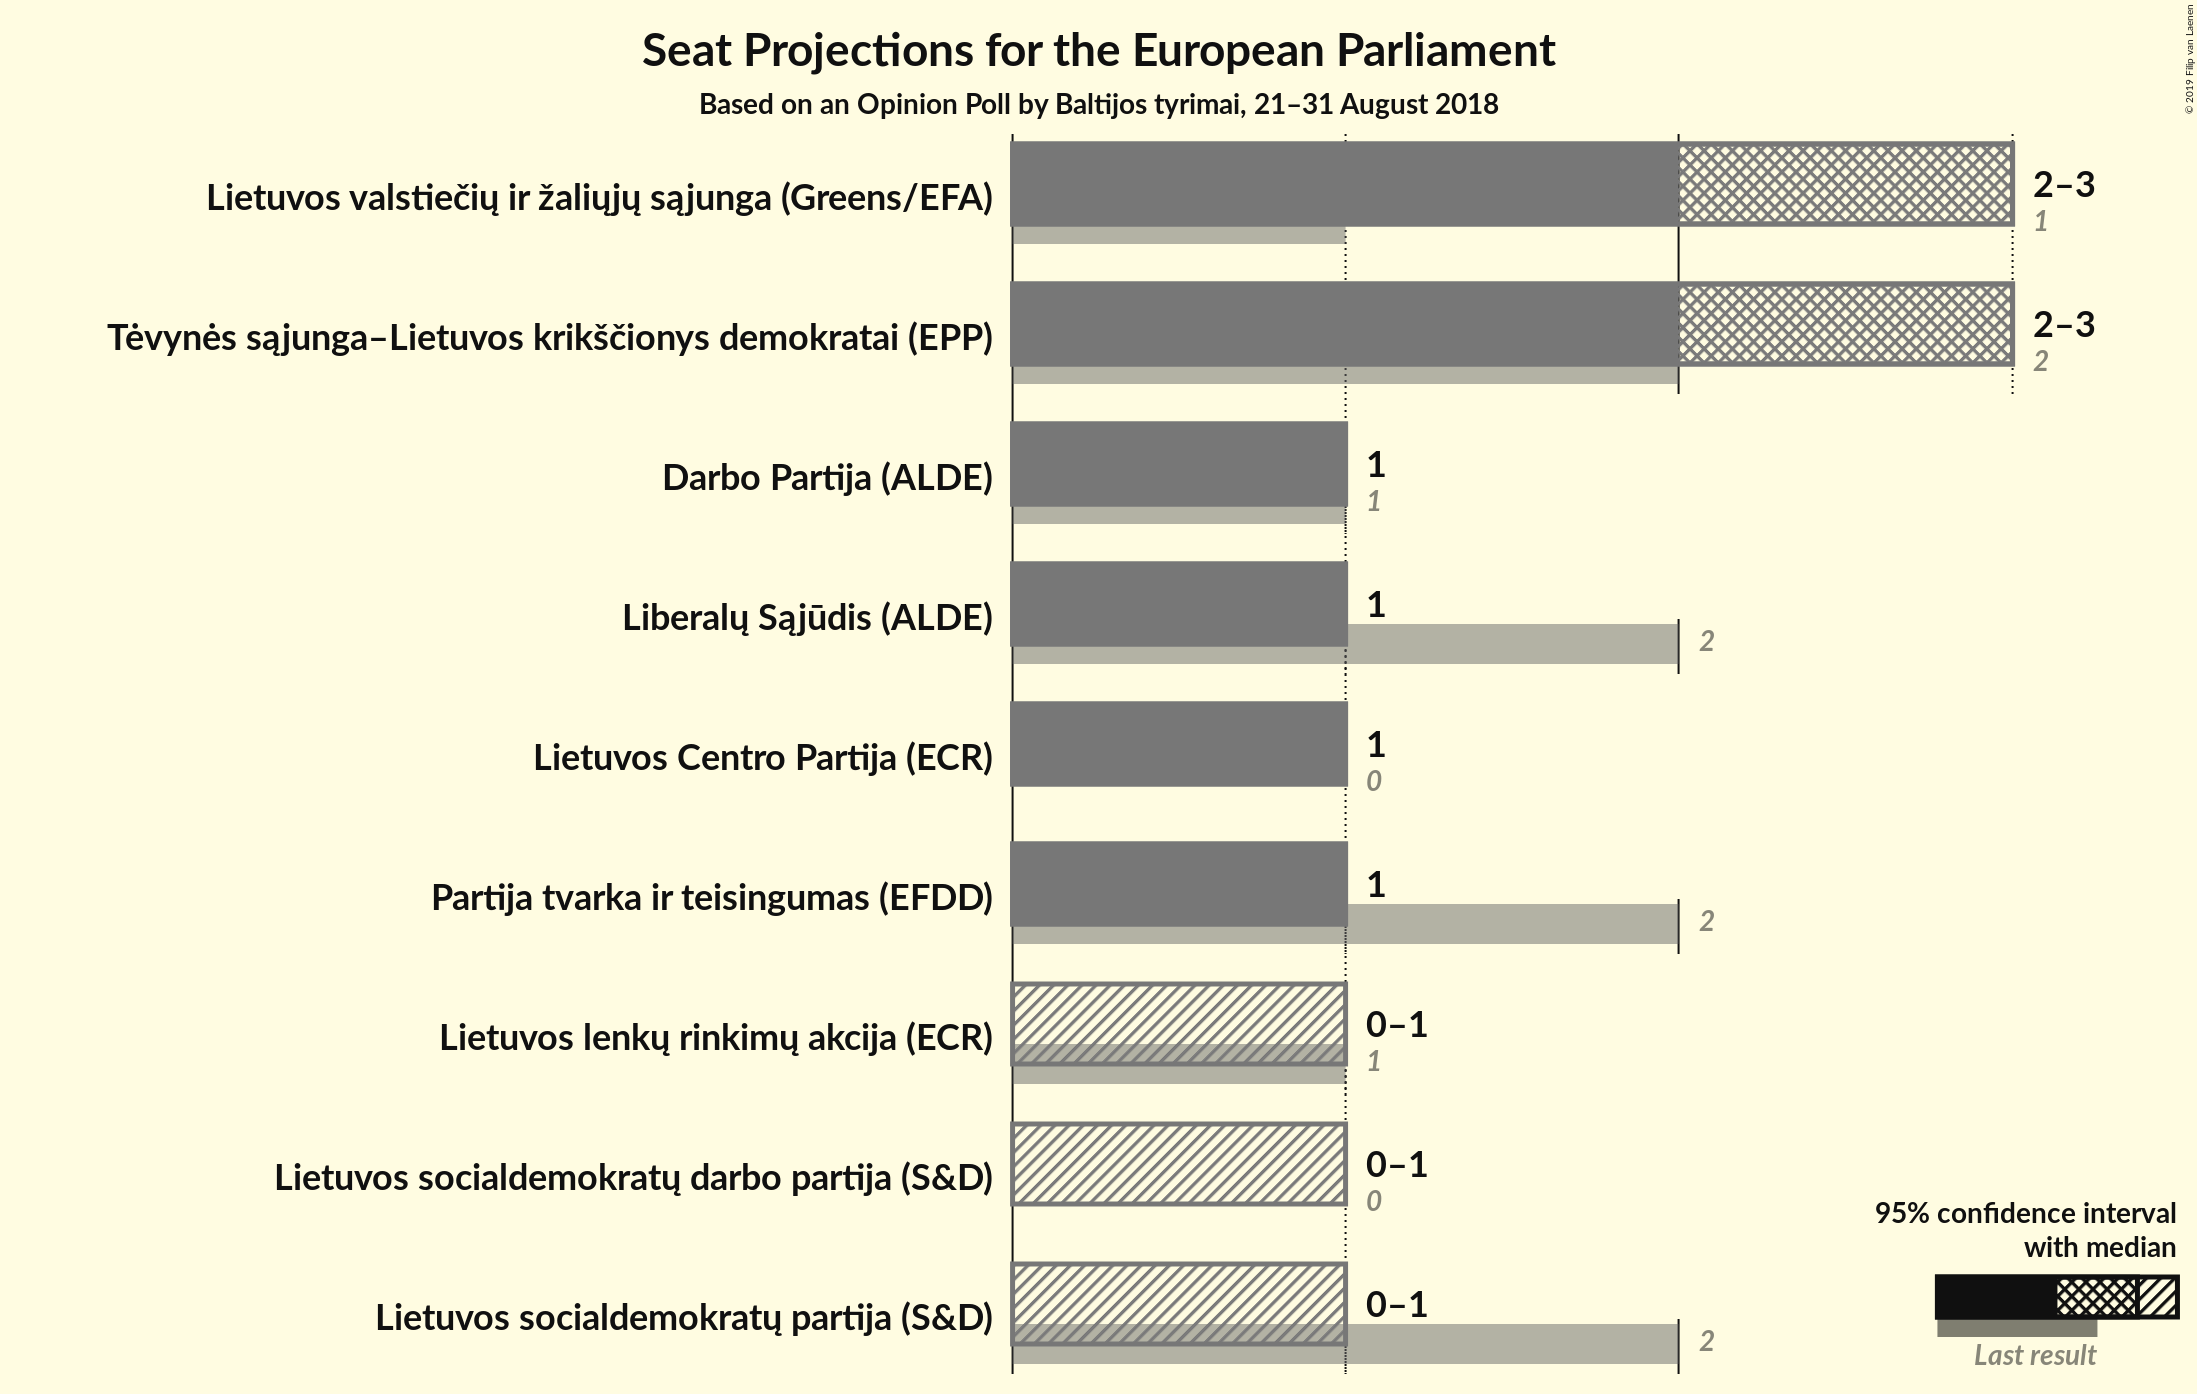 Seat Projections for the European Parliament
Based on an Opinion Poll by Baltijos tyrimai, 21–31 August 2018
© 2019 Filip van Laenen
Lietuvos valstiečių ir žaliųjų sąjunga (Greens/EFA)
2–3
1
Tėvynės sąjunga–Lietuvos krikščionys demokratai (EPP)
2–3
2
Darbo Partija (ALDE)
1
1
Liberalų Sąjūdis (ALDE)
1
2
Lietuvos Centro Partija (ECR)
1
0
Partija tvarka ir teisingumas (EFDD)
1
2
Lietuvos lenkų rinkimų akcija (ECR)
0–1
1
Lietuvos socialdemokratų darbo partija (S&D)
0–1
0
Lietuvos socialdemokratų partija (S&D)
0–1
2
95% confidence interval
with median
Last result